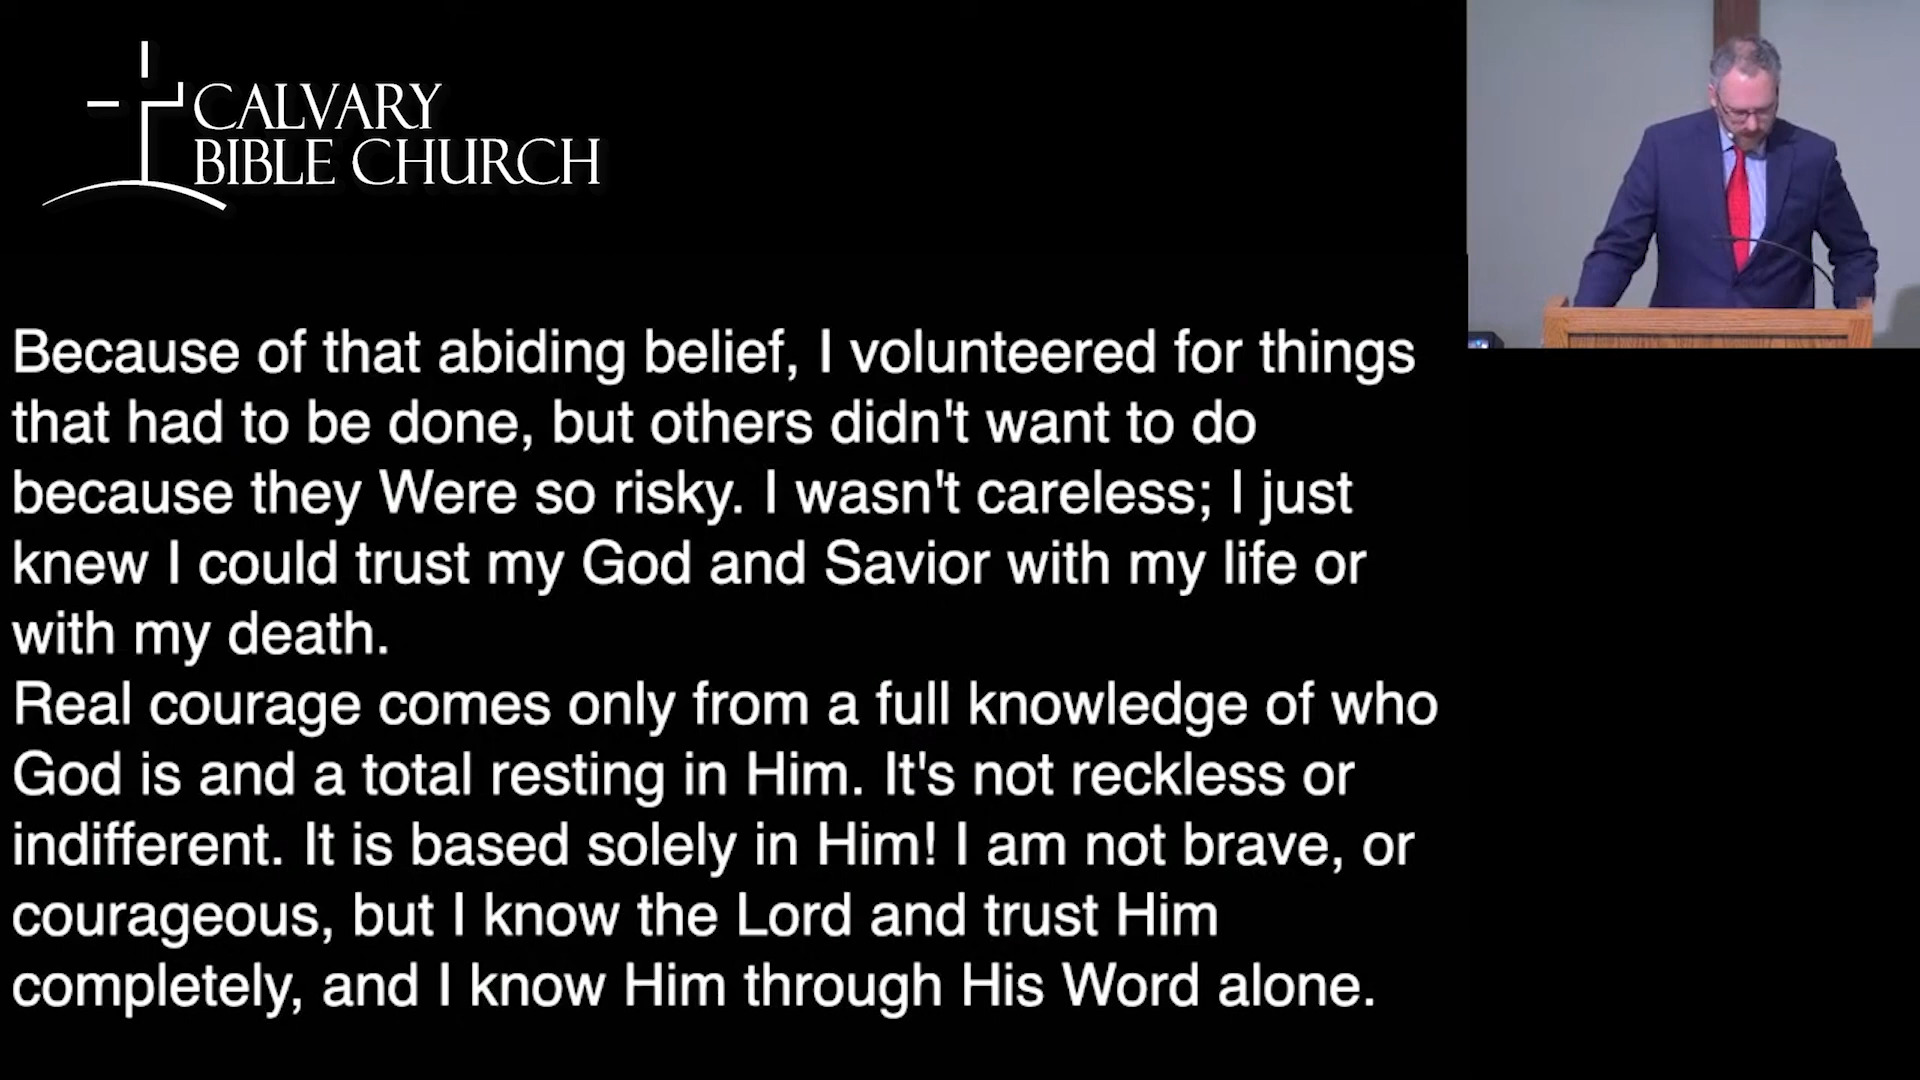 CALVARY
BIBLE CHURCH
Because of that abiding belief, I volunteered for things
that had to be done, but others didn't want to do
because they Were so risky. I wasn't careless; I just
knew I could trust my God and Savior with my life or
with my death.
Real courage comes only from a full knowledge of who
God is and a total resting in Him. It's not reckless or
indifferent. It is based solely in Him! I am not brave, or
courageous, but I know the Lord and trust Him
completely, and I know Him through His Word alone.